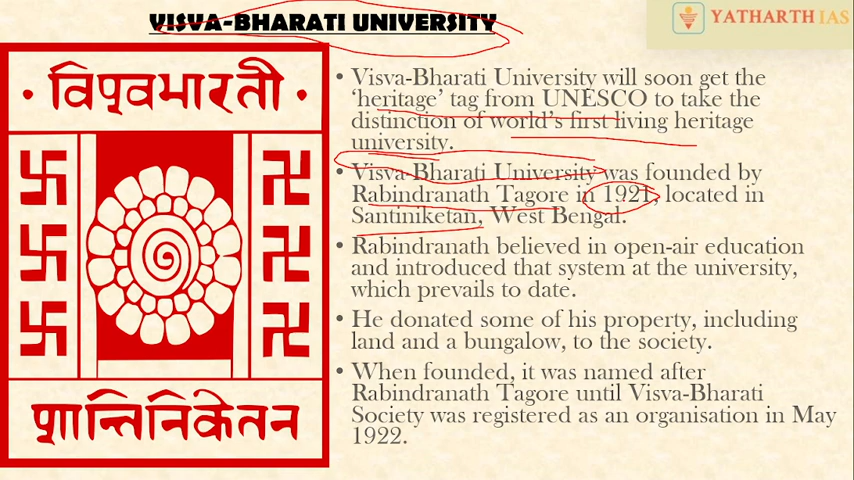 VISVA-BHARATI UNIVERSITY
YATHARTH IAS
विश्वभारती
• Visva-Bharati University will soon get the
‘heritage’ tag from UNESCO to take the
distinction of world’s first living heritage
university.
• Visva-Bharati University was founded by
Rabindranath Tagore in 1921, located in
Santiniketan, West Bengal.
• Rabindranath believed in open-air education
and introduced that system at the university,
which prevails to date.
• He donated some of his property, including
land and a bungalow, to the society.
• When founded, it was named after
Rabindranath Tagore until Visva-Bharati
Society was registered as an organisation in May
1922.
शान्तिनिकेतन